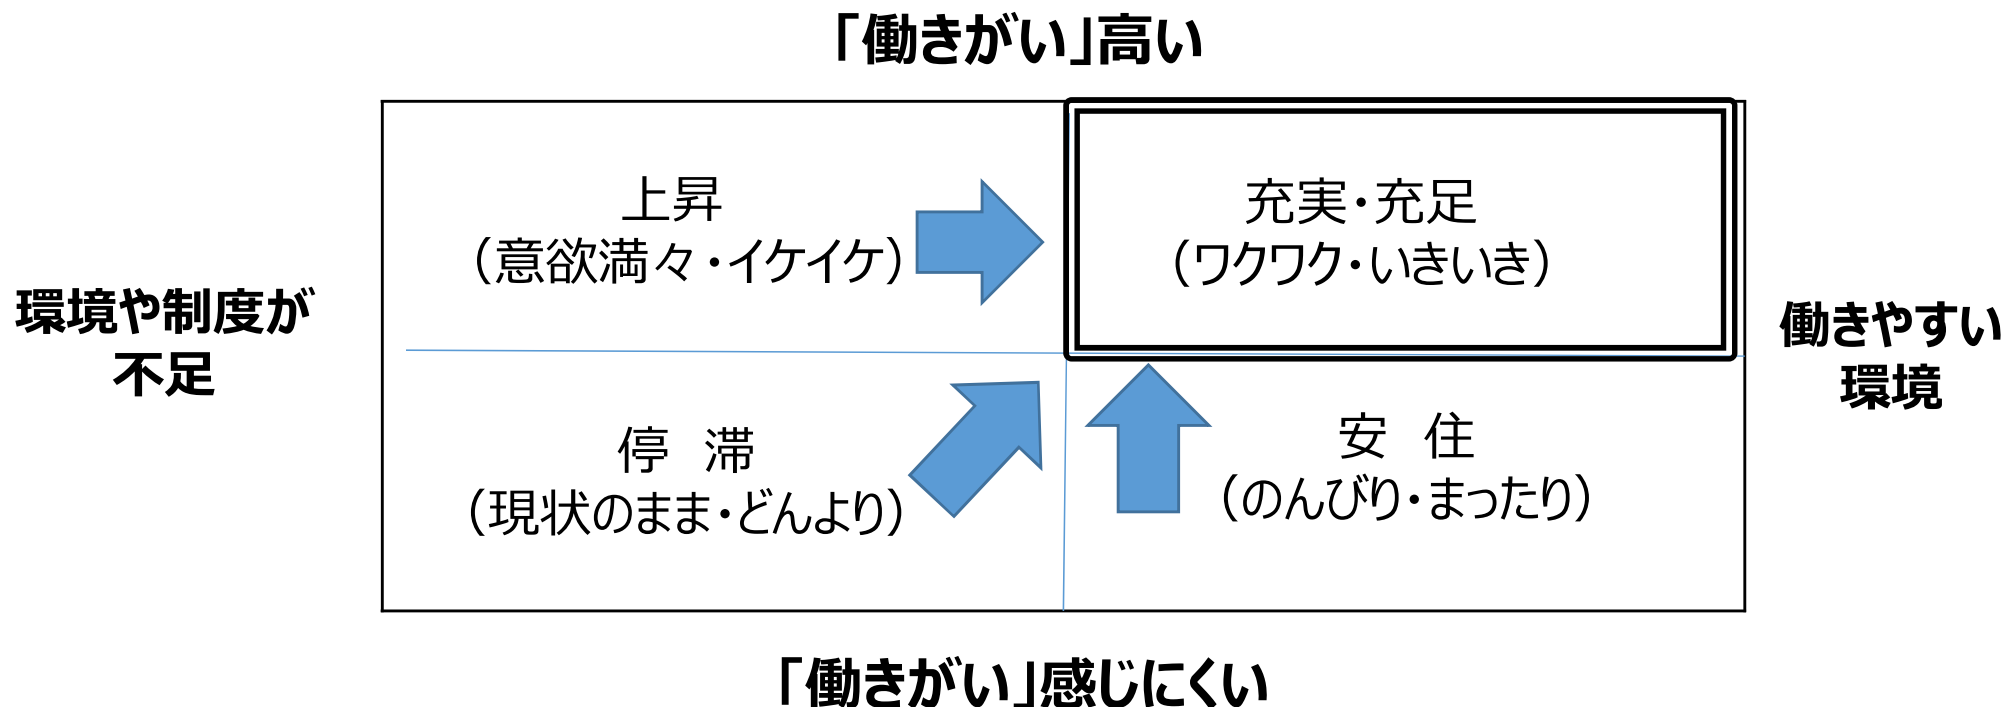 「働きがい」高い
上昇
（意欲満々・イケイケ）
充実・充足
（ワクワク・いきいき）
環境や制度が
不足
働きやすい
環境
停　滞
（現状のまま・どんより）
安　住
（のんびり・まったり）
「働きがい」感じにくい